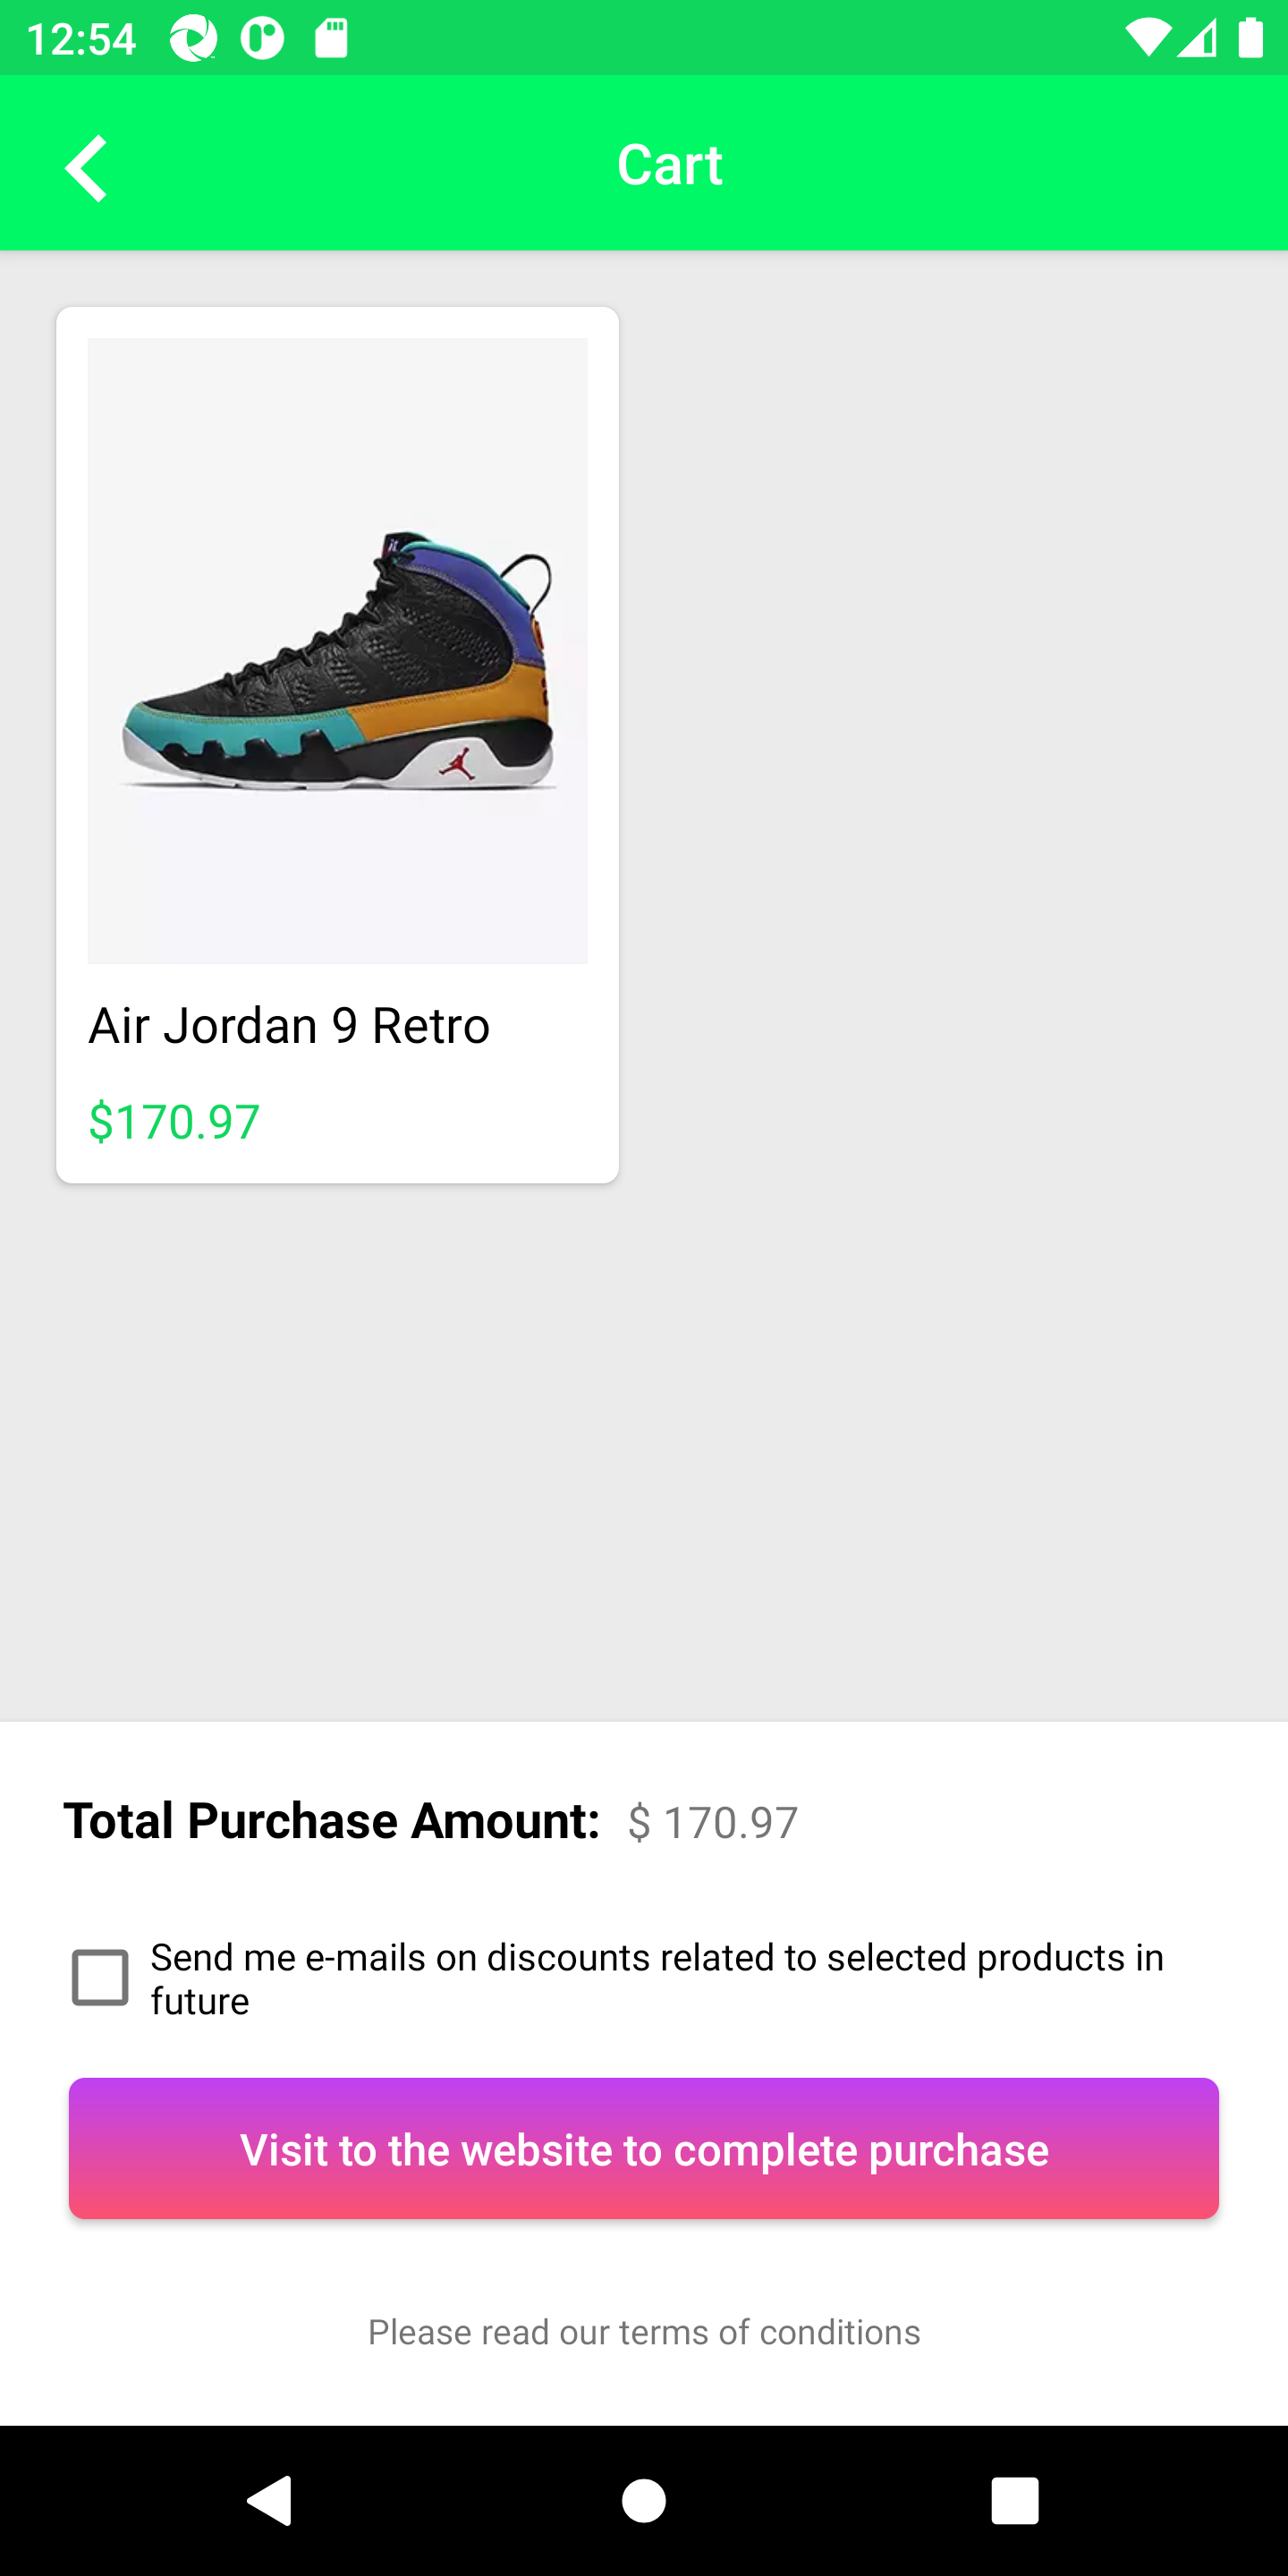 12:54
Cart
Air Jordan 9 Retro
$170.97
Total Purchase Amount: $ 170.97
Send me e-mails on discounts related to selected products in
future
Visit to the website to complete purchase
Please read our terms of conditions